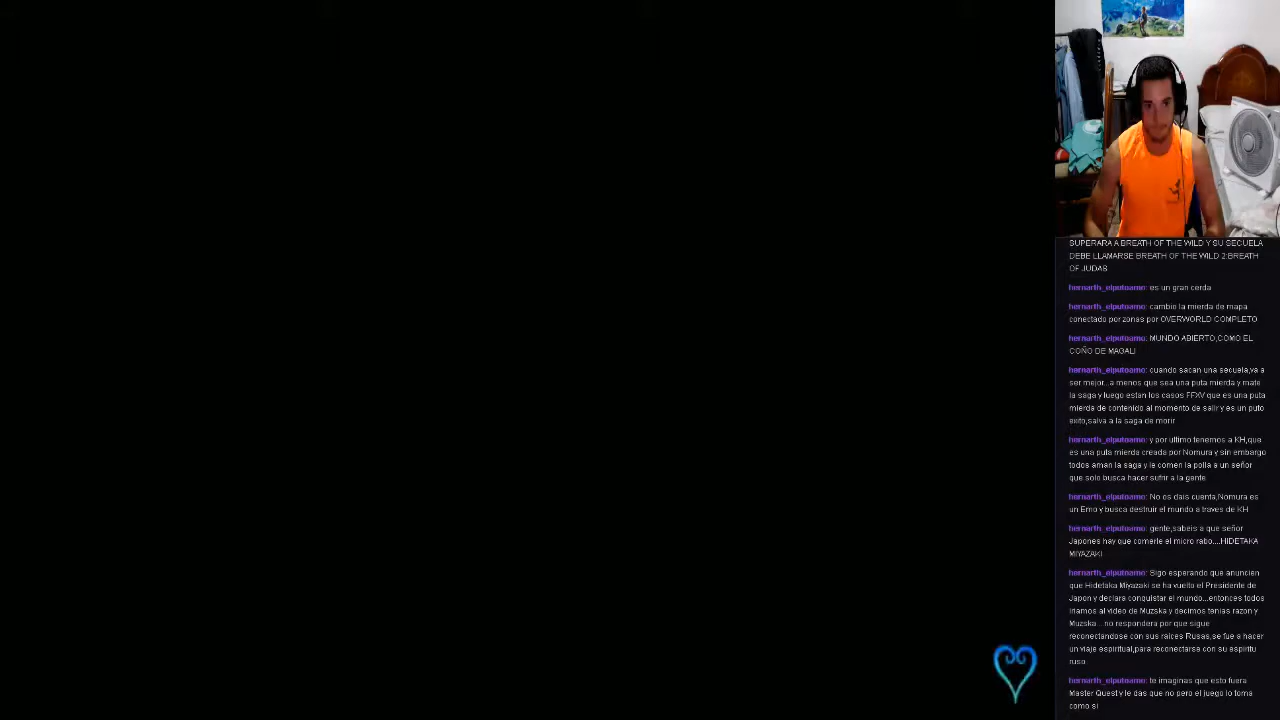 SUPERARA A BREATH OF THE WILD Y SU SECUELA
DEBE LLAMARSE BREATH OF THE WILD 2:BREATH
OF JUDAS
hernarth_elputoamo: es un gran cerda
hernarth_elputoamo: cambio la mierda de mapa
conectado por zonas por OVERWORLD COMPLETO
hernarth_elputoamo: MUNDO ABIERTO,COMO EL
COÑO DE MAGALI
hernarth_elputoamo: cuando sacan una secuela,va a
ser mejor...a menos que sea una puta mierda y mate
la saga y luego estan los casos FFXV que es una puta
mierda de contenido al momento de salir y es un puto
exito,salva a la saga de morir
hernarth_elputoamo: y por ultimo tenemos a KH,que
es una puta mierda creada por Nomura y sin embargo
todos aman la saga y le comen la polla a un señor
que solo busca hacer sufrir a la gente
hernarth_elputoamo: No os dais cuenta,Nomura es
un Emo y busca destruir el mundo a traves de KH
hernarth_elputoamo: gente,sabeis a que señor
Japones hay que comerle el micro rabo....HIDETAKA
MIYAZAKI
hernarth_elputoamo: Sigo esperando que anuncien
que Hidetaka Miyazaki se ha vuelto el Presidente de
Japon y declara conquistar el mundo...entonces todos
iriamos al video de Muzska y decimos tenias razon y
Muzska....no respondera por que sigue
reconectandose con sus raices Rusas,se fue a hacer
un viaje espiritual,para reconectarse con su espiritu
ruso.
hernarth_elputoamo: te imaginas que esto fuera
Master Quest y le das que no pero el juego lo toma
como si